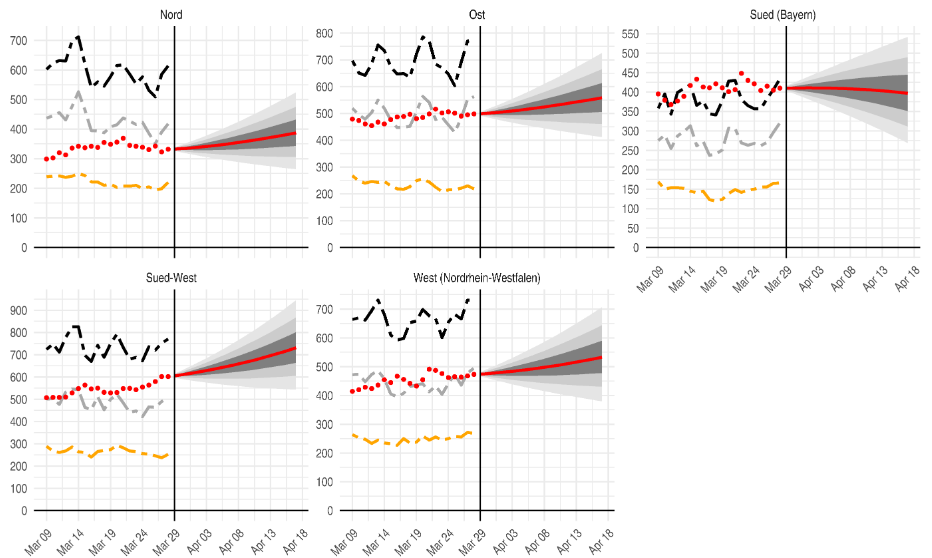 Nord
700
600
500
400
300
200
100
0
Ost
800
700
600
500
400
300
200
100
0
Sued (Bayern)
550
500
450
400
350
300
250
200
150
100
50
0
Mar 09
Mar 14
Mar 19
Mar 24
Mar 29
Apr 03
Apr 08
Apr 13
Apr 18
Sued-West
900
800
700
600
500
400
300
200
100
0
Mar 09
Mar 14
Mar 19
Mar 24
Mar 29
Apr 03
Apr 08
Apr 13
Apr 18
West (Nordrhein-Westfalen)
700
600
500
400
300
200
100
0
Mar 09
Mar 14
Mar 19
Mar 24
Mar 29
Apr 03
Apr 08
Apr 13
Apr 18